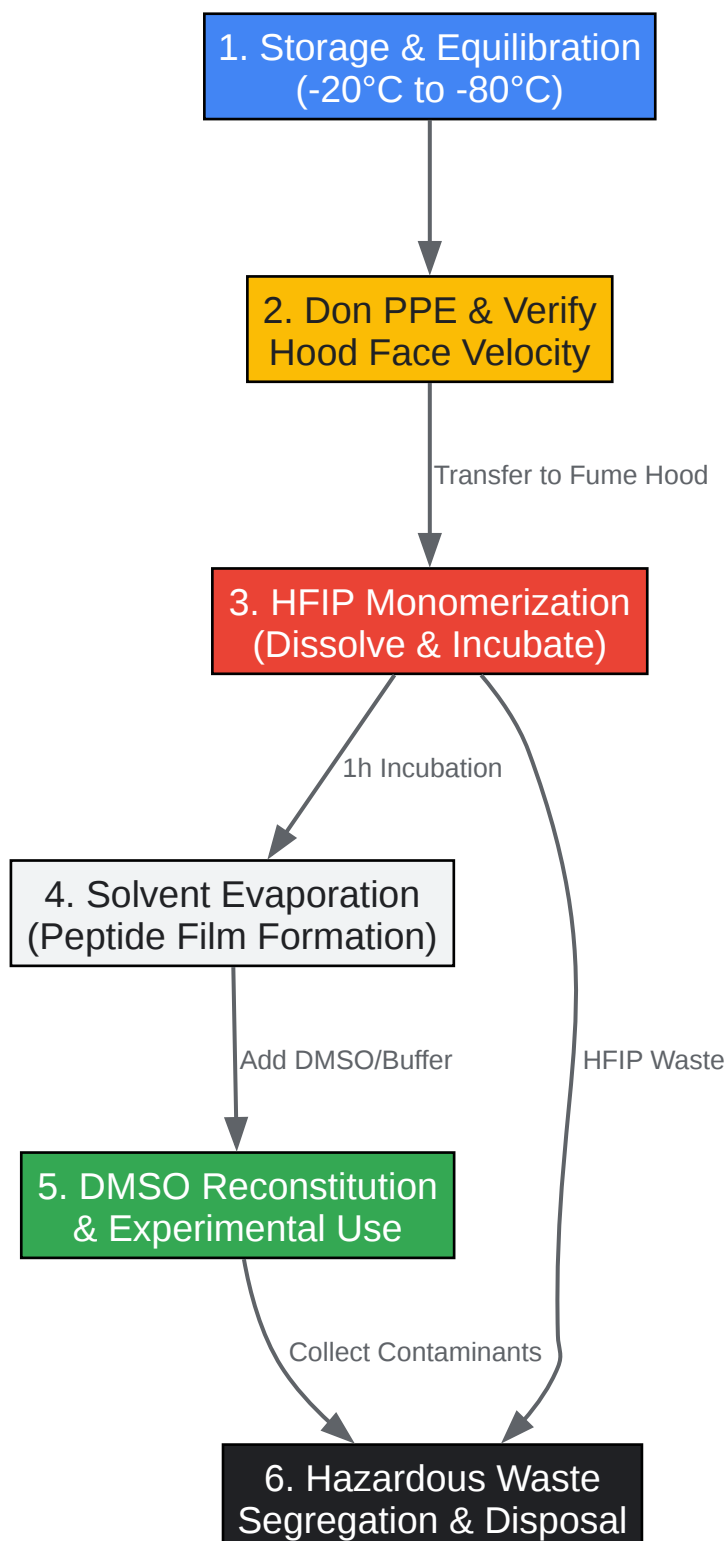 1. Storage & Equilibration
(-20°C to -80°C)
2. Don PPE & Verify
Hood Face Velocity
Transfer to Fume Hood
3. HFIP Monomerization
(Dissolve & Incubate)
1h Incubation
4. Solvent Evaporation
(Peptide Film Formation)
Add DMSO/Buffer
HFIP Waste
5. DMSO Reconstitution
& Experimental Use
Collect Contaminants
6. Hazardous Waste
Segregation & Disposal